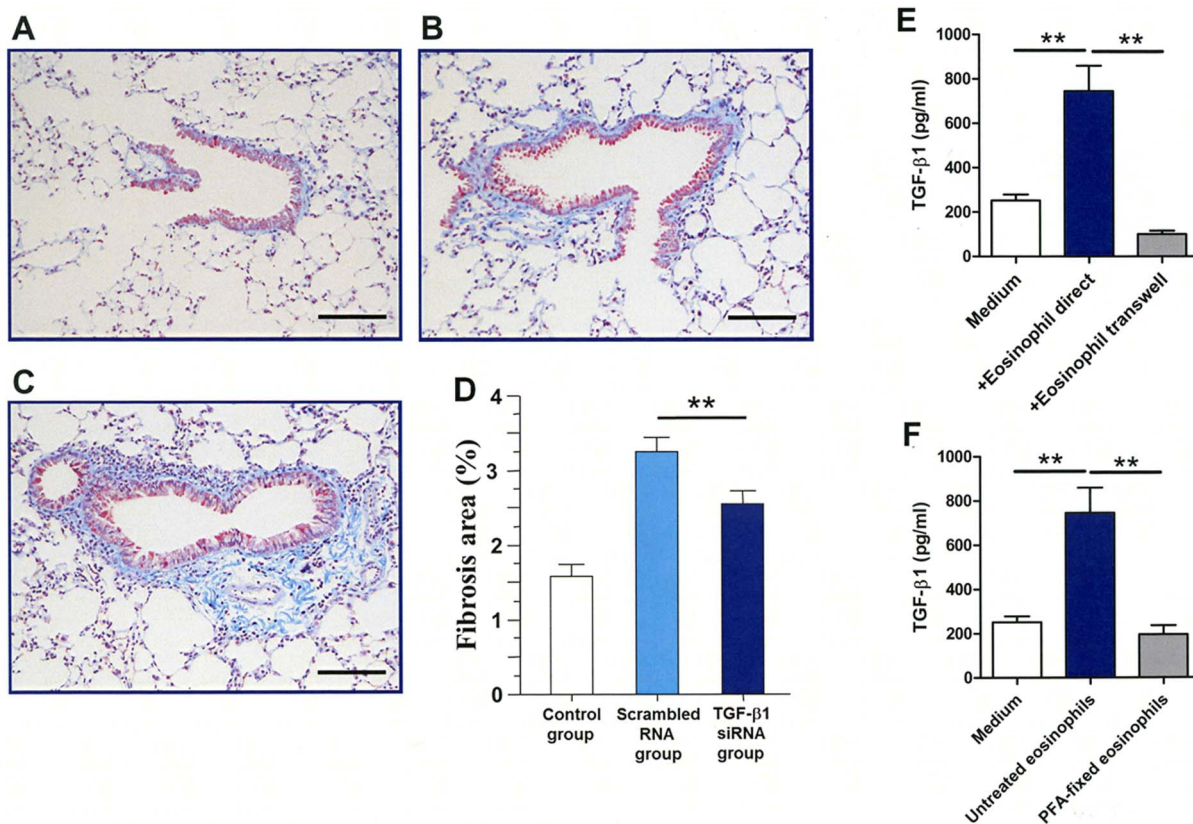 A
B
C
D
**
4
3
2
1
0
Fibrosis area (%)
Control
group
Scrambled
RNA
group
TGF-β1
siRNA
group
E
**
**
1000
800
600
400
200
0
TGF-β1 (pg/ml)
Medium
+Eosinophil direct
+Eosinophil transwell
F
**
**
1000
800
600
400
200
0
TGF-β1 (pg/ml)
Medium
Untreated eosinophils
PFA-fixed eosinophils